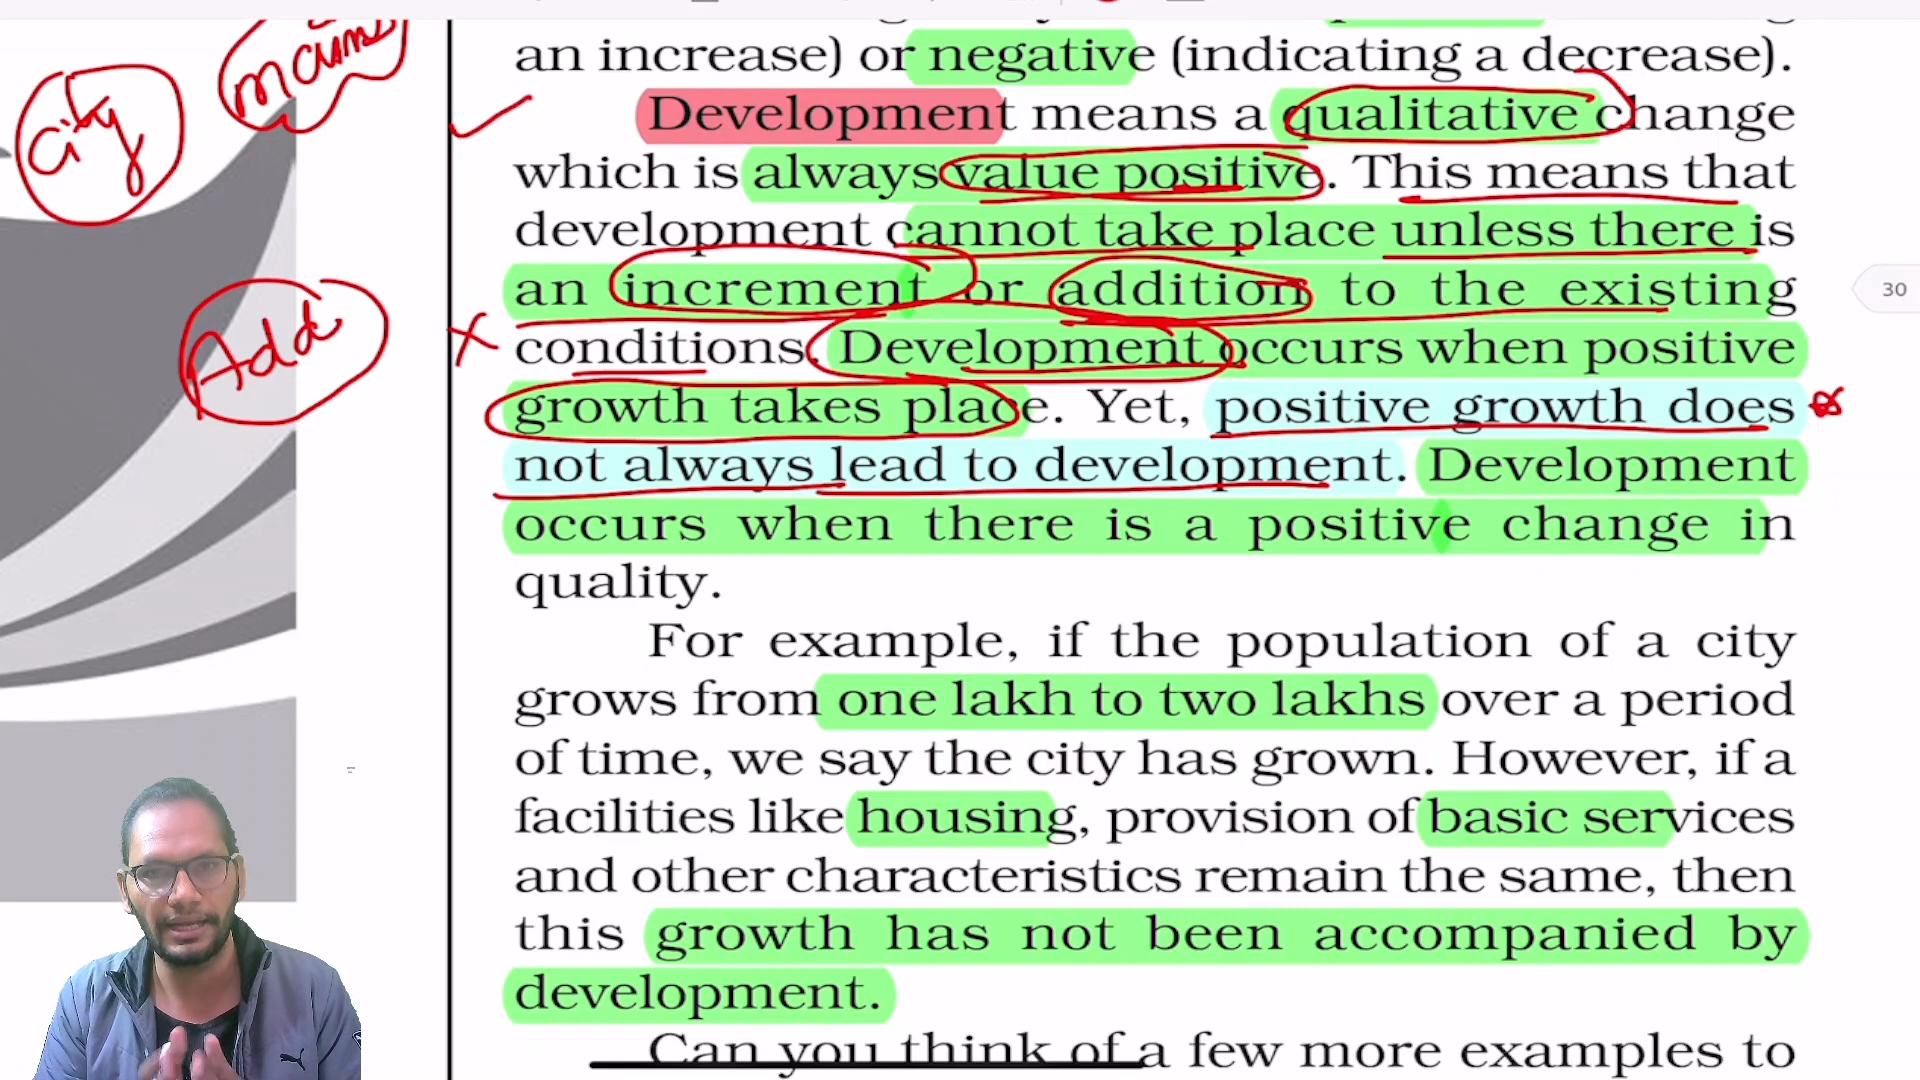 City
Add
an increase) or negative (indicating a decrease).
Development means a qualitative change
which is always value positive. This means that
development cannot take place unless there is
an increment or addition to the existing
conditions. Development occurs when positive
growth takes place. Yet, positive growth does
not always lead to development. Development
occurs when there is a positive change in
quality.
For example, if the population of a city
grows from one lakh to two lakhs over a period
of time, we say the city has grown. However, if a
facilities like housing, provision of basic services
and other characteristics remain the same, then
this growth has not been accompanied by
development.
Can you think of a few more examples to
30